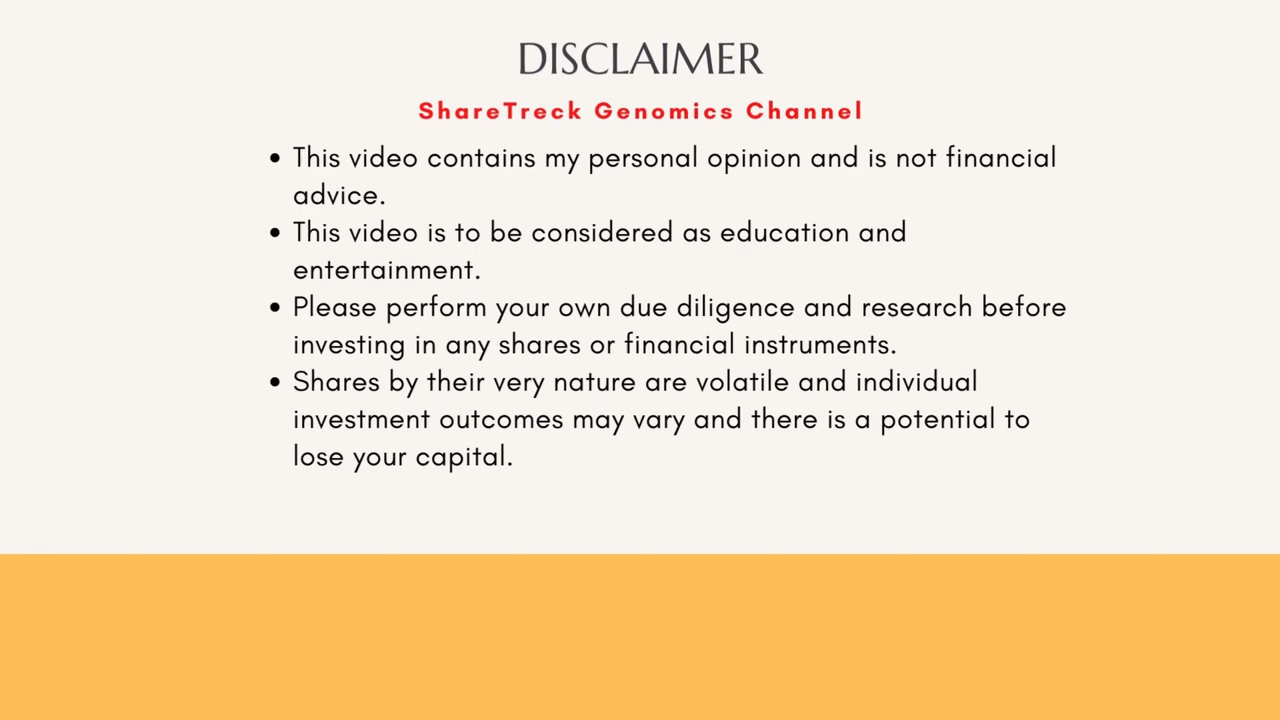 DISCLAIMER
ShareTreck Genomics Channel
• This video contains my personal opinion and is not financial
advice.
• This video is to be considered as education and
entertainment.
• Please perform your own due diligence and research before
investing in any shares or financial instruments.
• Shares by their very nature are volatile and individual
investment outcomes may vary and there is a potential to
lose your capital.